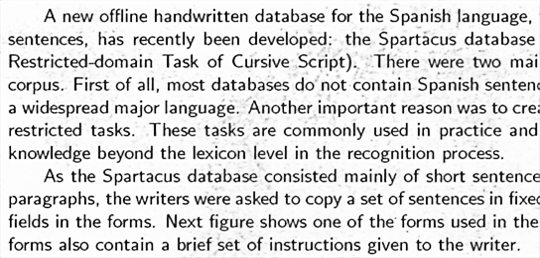 A new offline handwritten database for the Spanish language,
sentences, has recently been developed: the Spartacus database
Restricted-domain Task of Cursive Script). There were two mai
corpus. First of all, most databases do not contain Spanish senten
a widespread major language. Another important reason was to crea
restricted tasks. These tasks are commonly used in practice and
knowledge beyond the lexicon level in the recognition process.
As the Spartacus database consisted mainly of short sentence
paragraphs, the writers were asked to copy a set of sentences in fixed
fields in the forms. Next figure shows one of the forms used in the
forms also contain a brief set of instructions given to the writer.